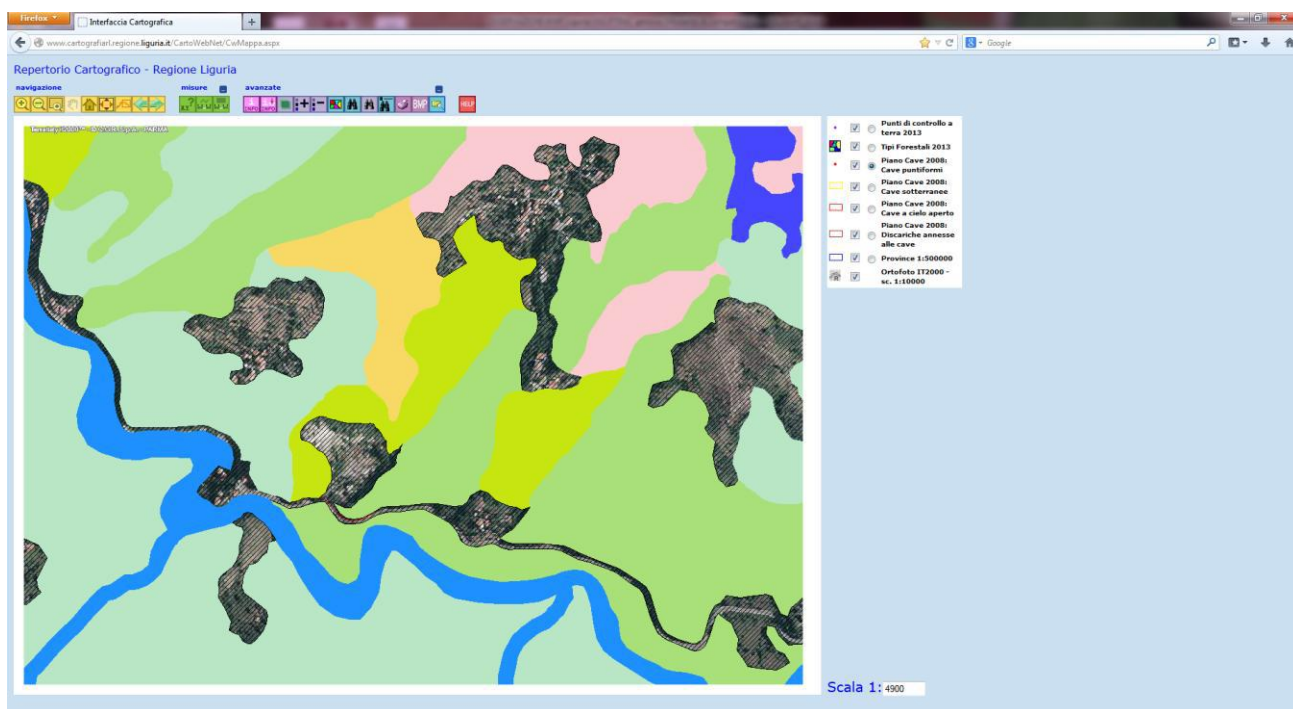 Firefox
Interfaccia Cartografica
www.cartografiarl.regione.liguria.it/CartoWebNet/CwMappa.aspx
Google
Repertorio Cartografico - Regione Liguria
navigazione
misure
avanzate
BMP
HELP
Punti di controllo a
terra 2013
Tipi Forestali 2013
Piano Cave 2008:
Cave puntiformi
Piano Cave 2008:
Cave sotterranee
Piano Cave 2008:
Cave a cielo aperto
Piano Cave 2008:
Discariche annesse
alle cave
Province 1:500000
Ortofoto IT2000 -
sc. 1:10000
Scala 1: 4900